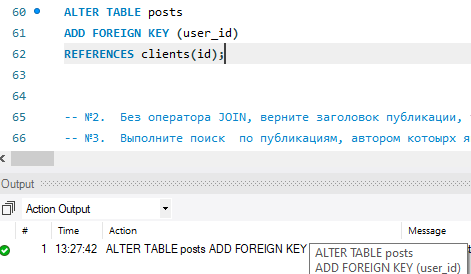 60 ALTER TABLE posts
61 ADD FOREIGN KEY (user_id)
62 REFERENCES clients(id);
63
64
65 -- №2. Без оператора JOIN, верните заголовок публикации,
66 -- №3. Выполните поиск по публикациям, автором котоырх я
Output
Action Output
# Time Action Message
1 13:27:42 ALTER TABLE posts ADD FOREIGN KEY
ALTER TABLE posts
ADD FOREIGN KEY (user_id)